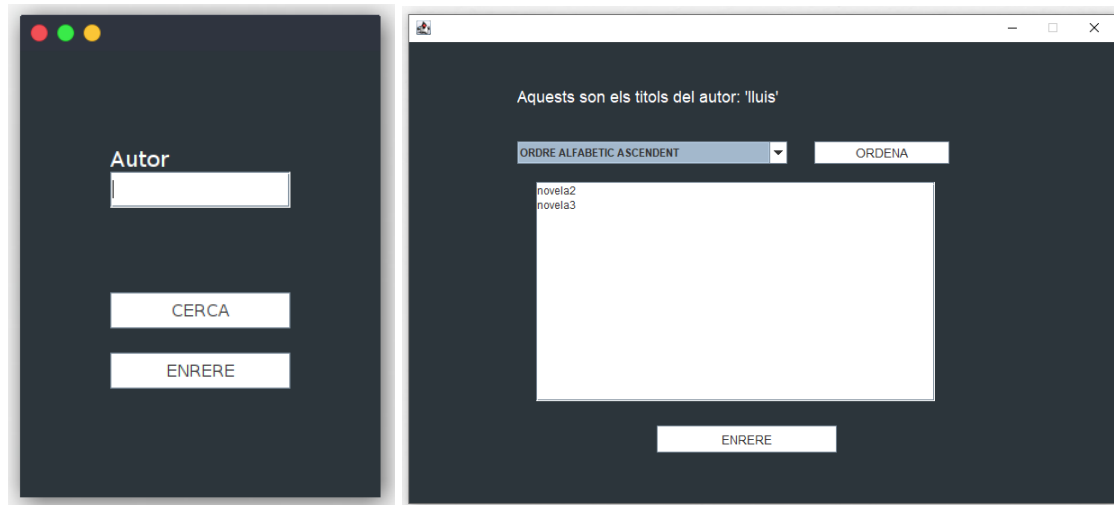 Autor
CERCA
ENRERE
Aquests son els titols del autor: 'lluis'
ORDRE ALFABETIC ASCENDENT
ORDENA
novela2
novela3
ENRERE